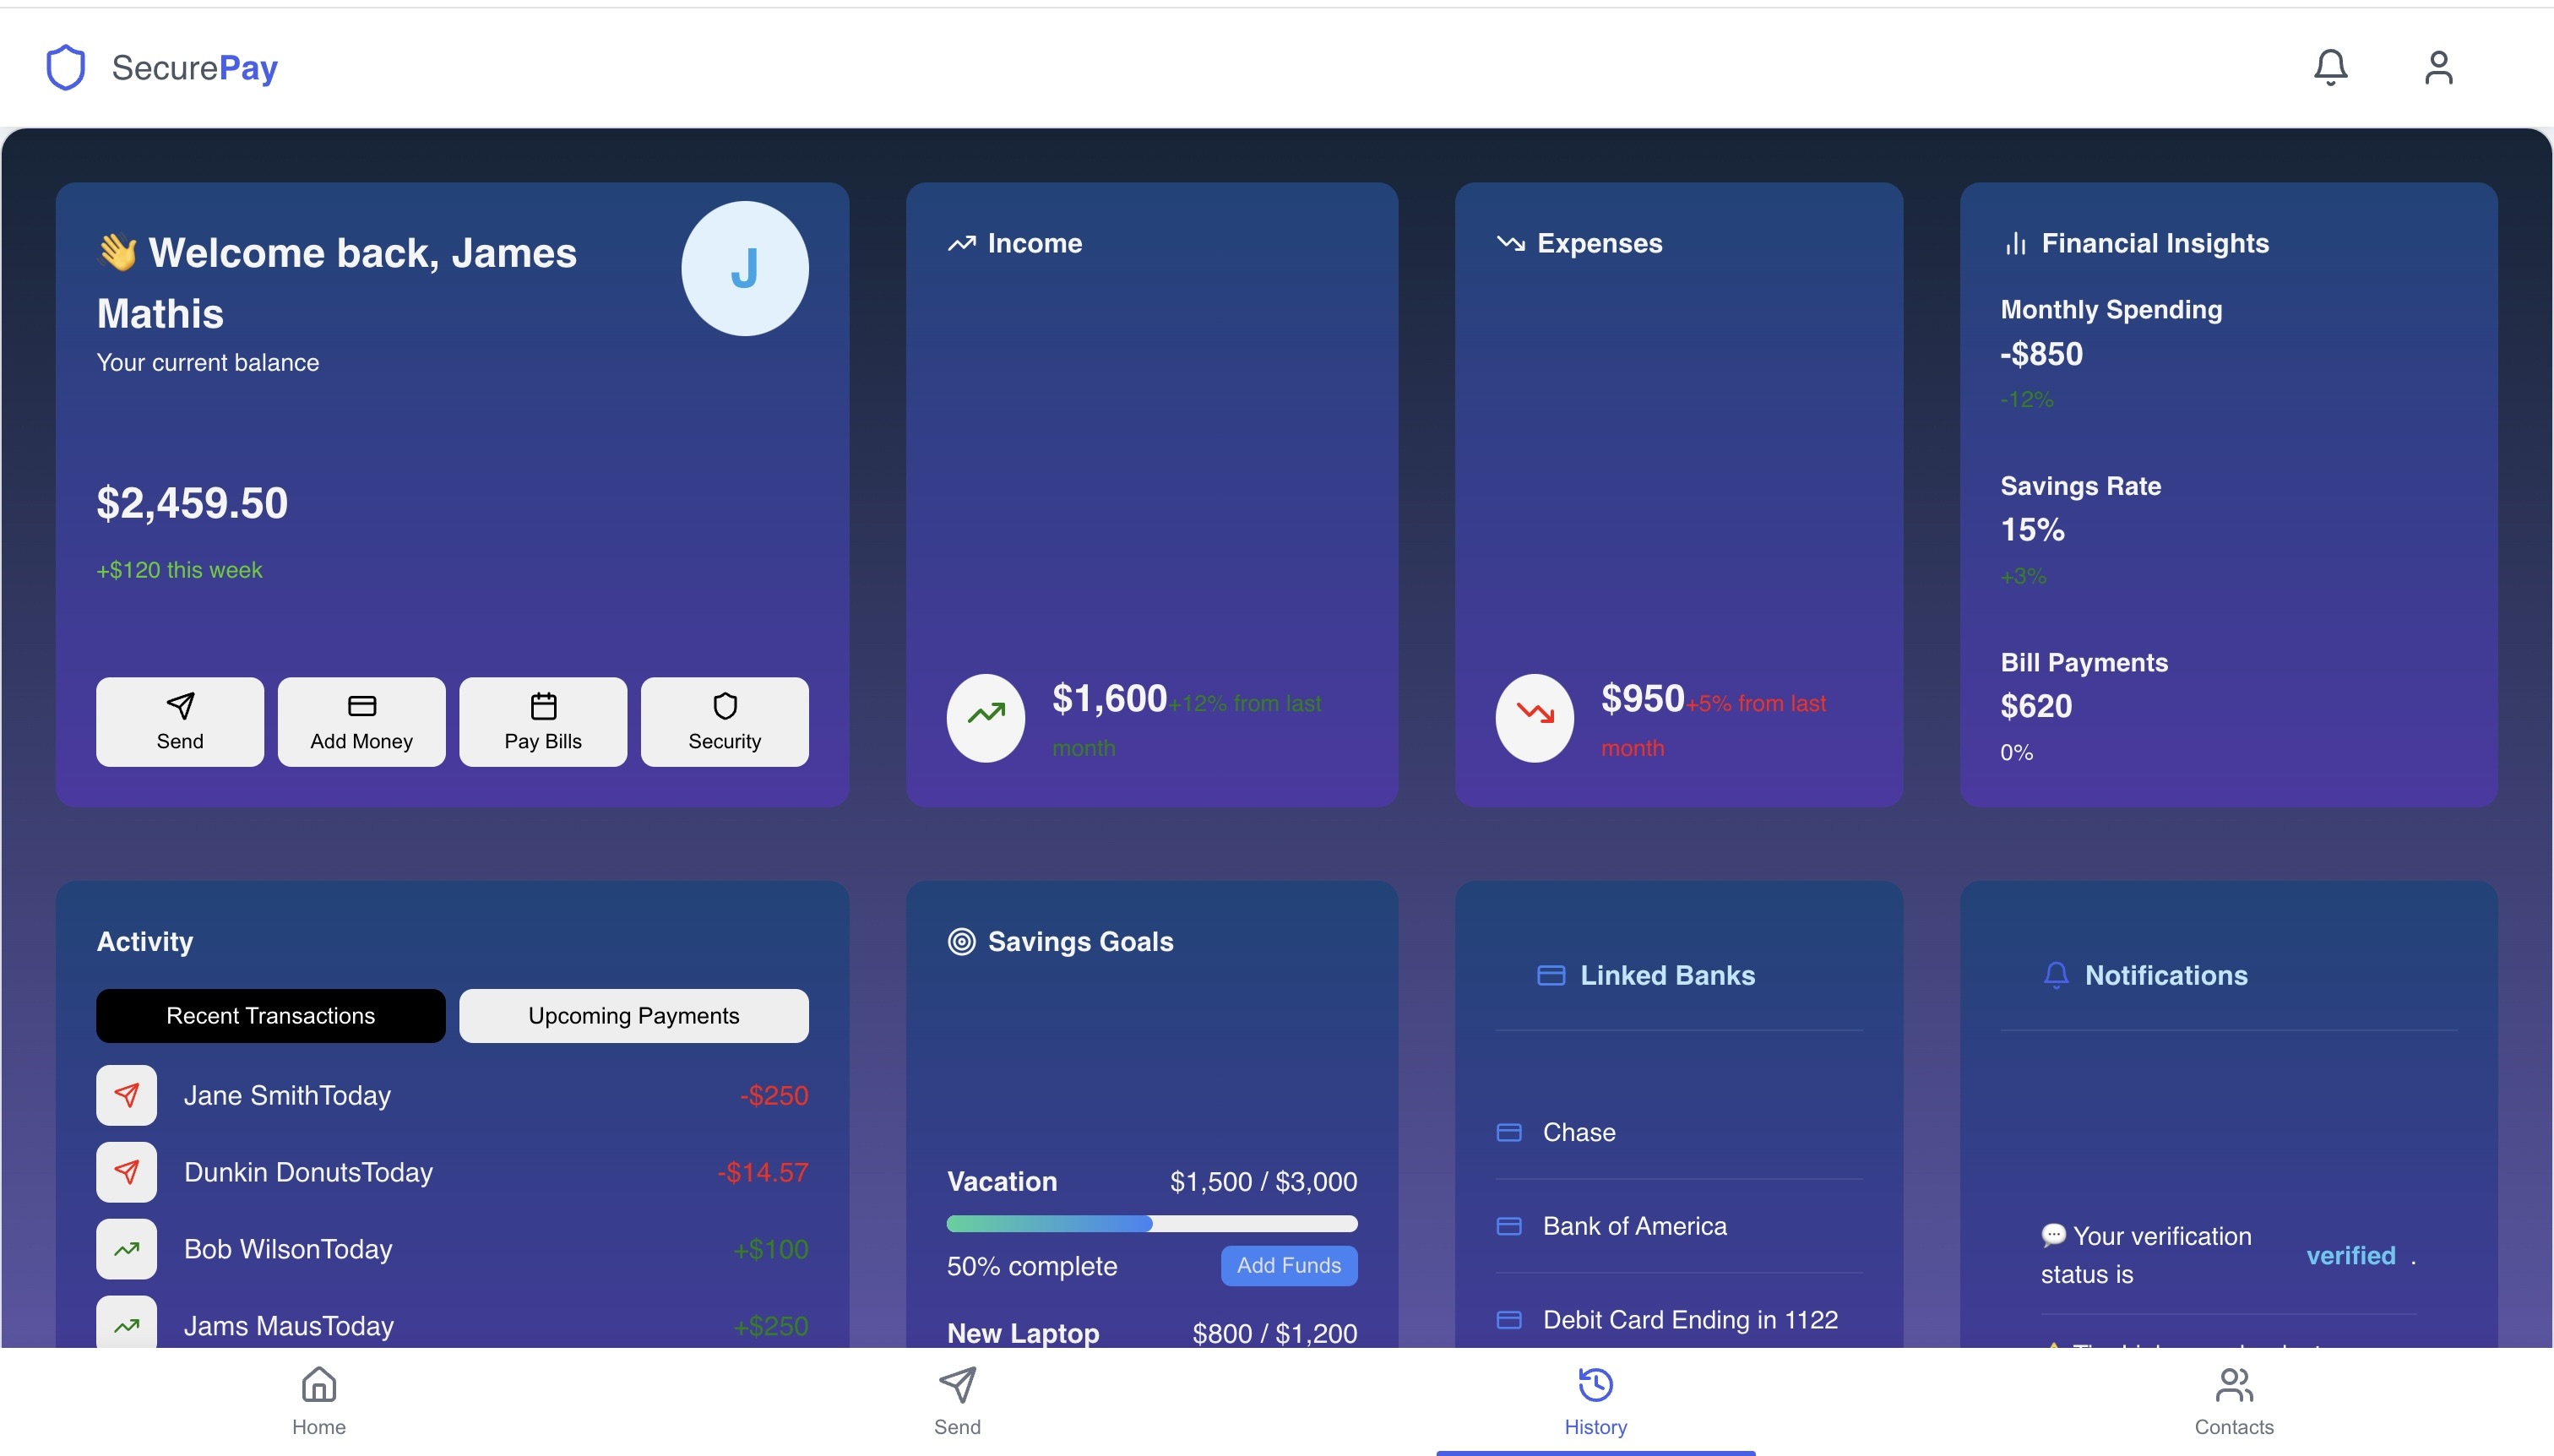 SecurePay
👋 Welcome back, James
Mathis
J
Your current balance
$2,459.50
+$120 this week
Send
Add Money
Pay Bills
Security
Income
$1,600+12% from last
month
Expenses
$950+5% from last
month
Financial Insights
Monthly Spending
-$850
-12%
Savings Rate
15%
+3%
Bill Payments
$620
0%
Activity
Recent Transactions
Upcoming Payments
Jane SmithToday -$250
Dunkin DonutsToday -$14.57
Bob WilsonToday +$100
Jams MausToday +$250
Savings Goals
Vacation $1,500 / $3,000
50% complete Add Funds
New Laptop $800 / $1,200
Linked Banks
Chase
Bank of America
Debit Card Ending in 1122
Notifications
💬 Your verification
status is verified .
Home
Send
History
Contacts